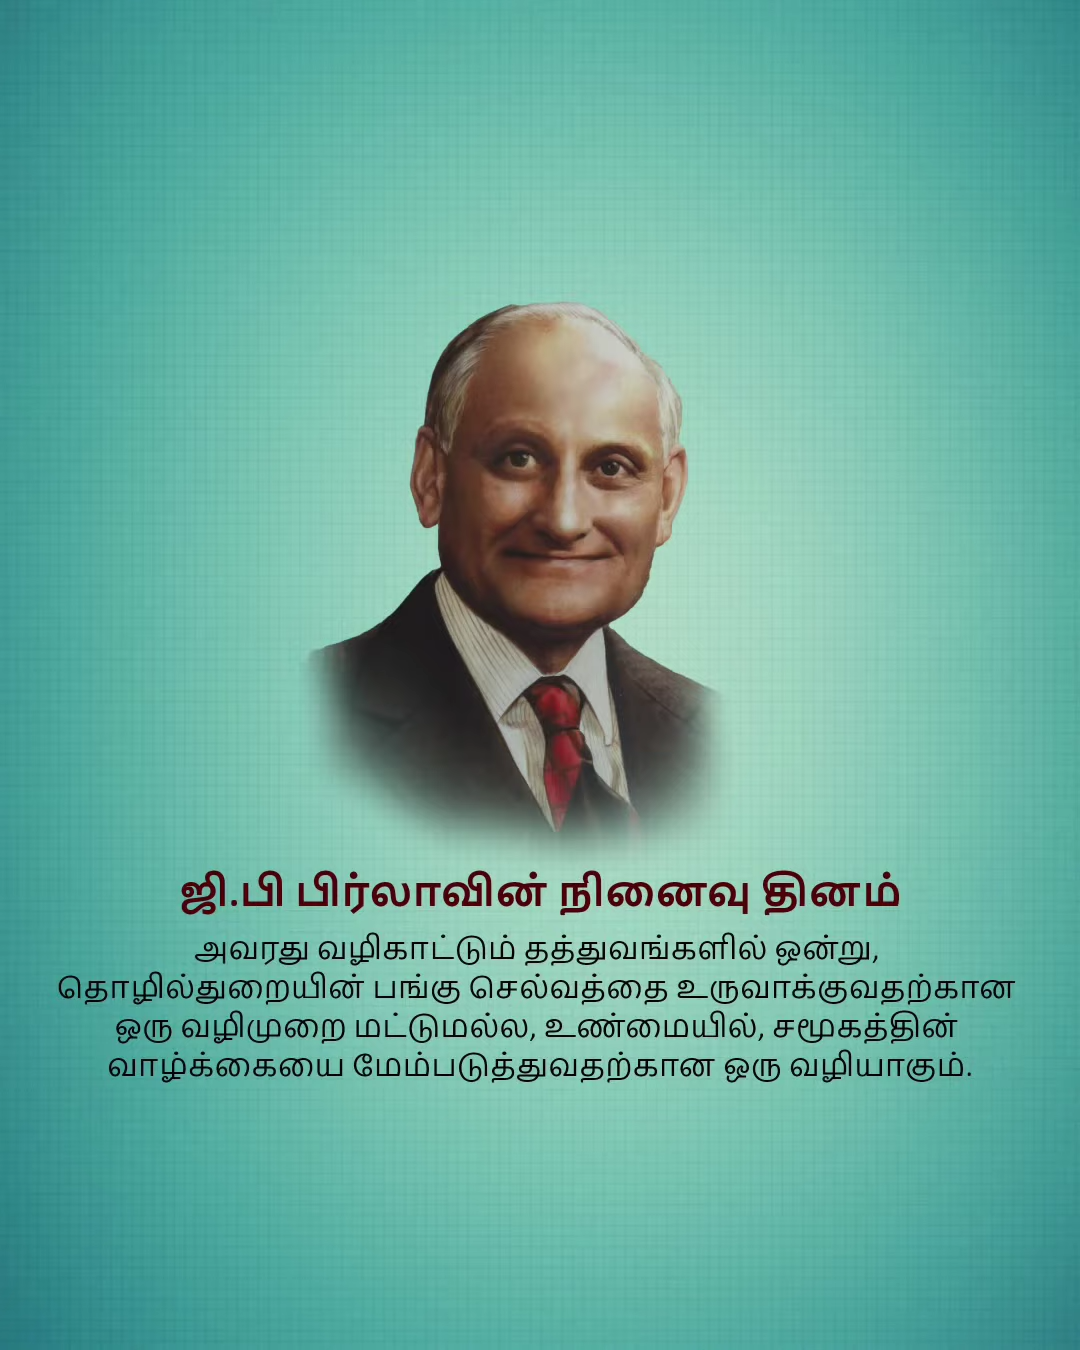 ஜி.பி பிர்லாவின் நினைவு தினம்
அவரது வழிகாட்டும் தத்துவங்களில் ஒன்று,
தொழில்துறையின் பங்கு செல்வத்தை உருவாக்குவதற்கான
ஒரு வழிமுறை மட்டுமல்ல, உண்மையில், சமூகத்தின்
வாழ்க்கையை மேம்படுத்துவதற்கான ஒரு வழியாகும்.